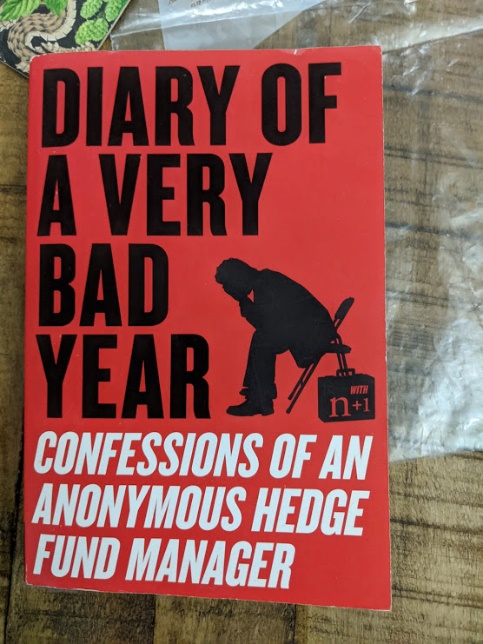 DIARY OF
A VERY
BAD
YEAR
WITH
n+1
CONFESSIONS OF AN
ANONYMOUS HEDGE
FUND MANAGER